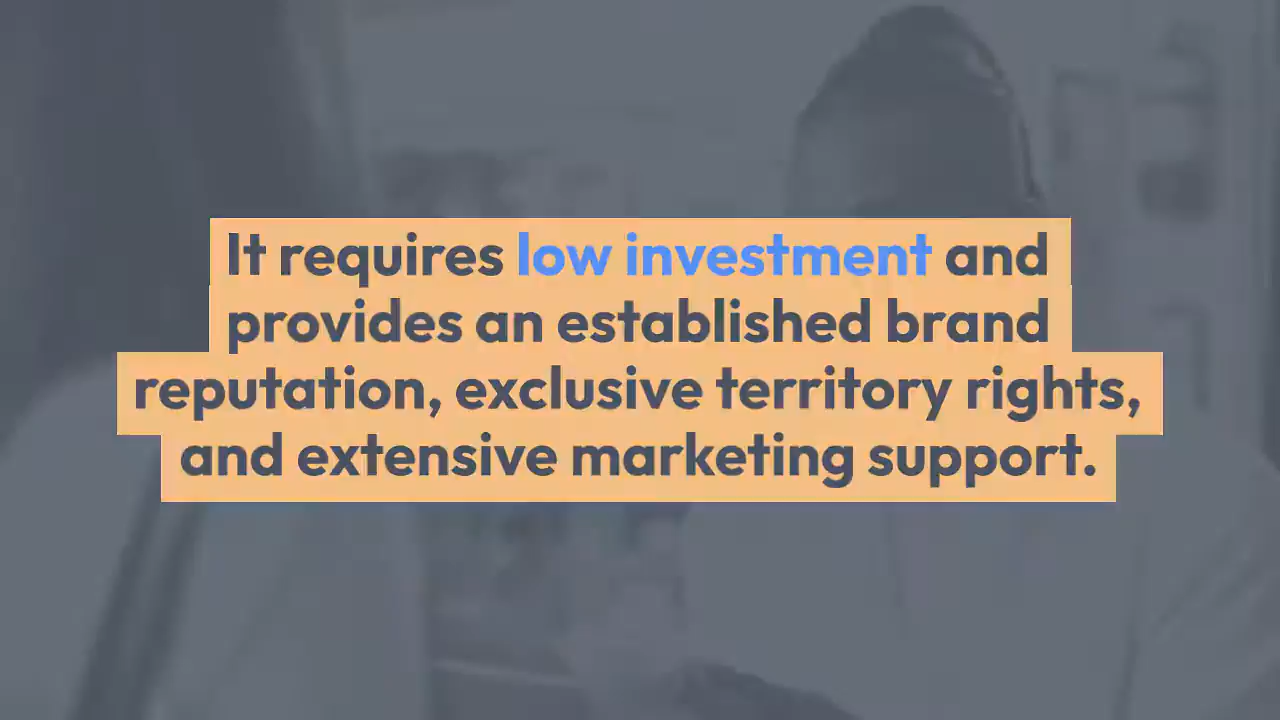 It requires low investment and
provides an established brand
reputation, exclusive territory rights,
and extensive marketing support.